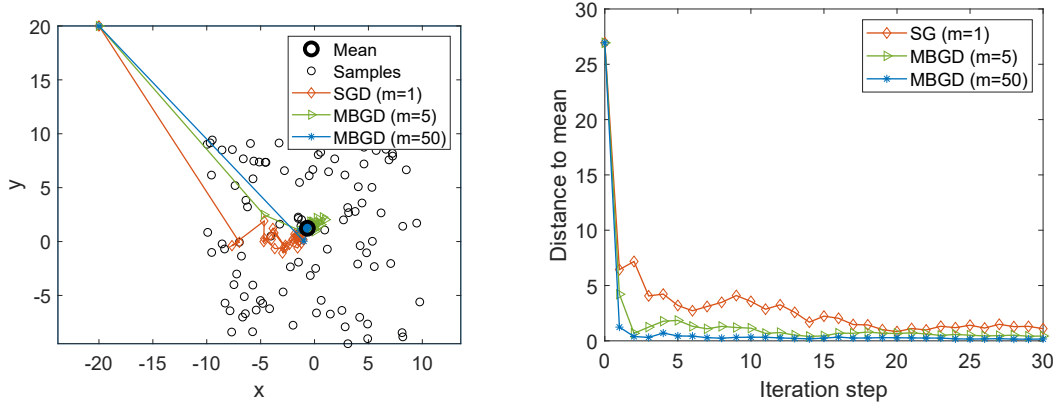 20
15
10
5
0
-5
y
-20
-15
-10
-5
0
5
10
x
Mean
Samples
SGD (m=1)
MBGD (m=5)
MBGD (m=50)
30
25
20
15
10
5
0
Distance to mean
0
5
10
15
20
25
30
Iteration step
SG (m=1)
MBGD (m=5)
MBGD (m=50)